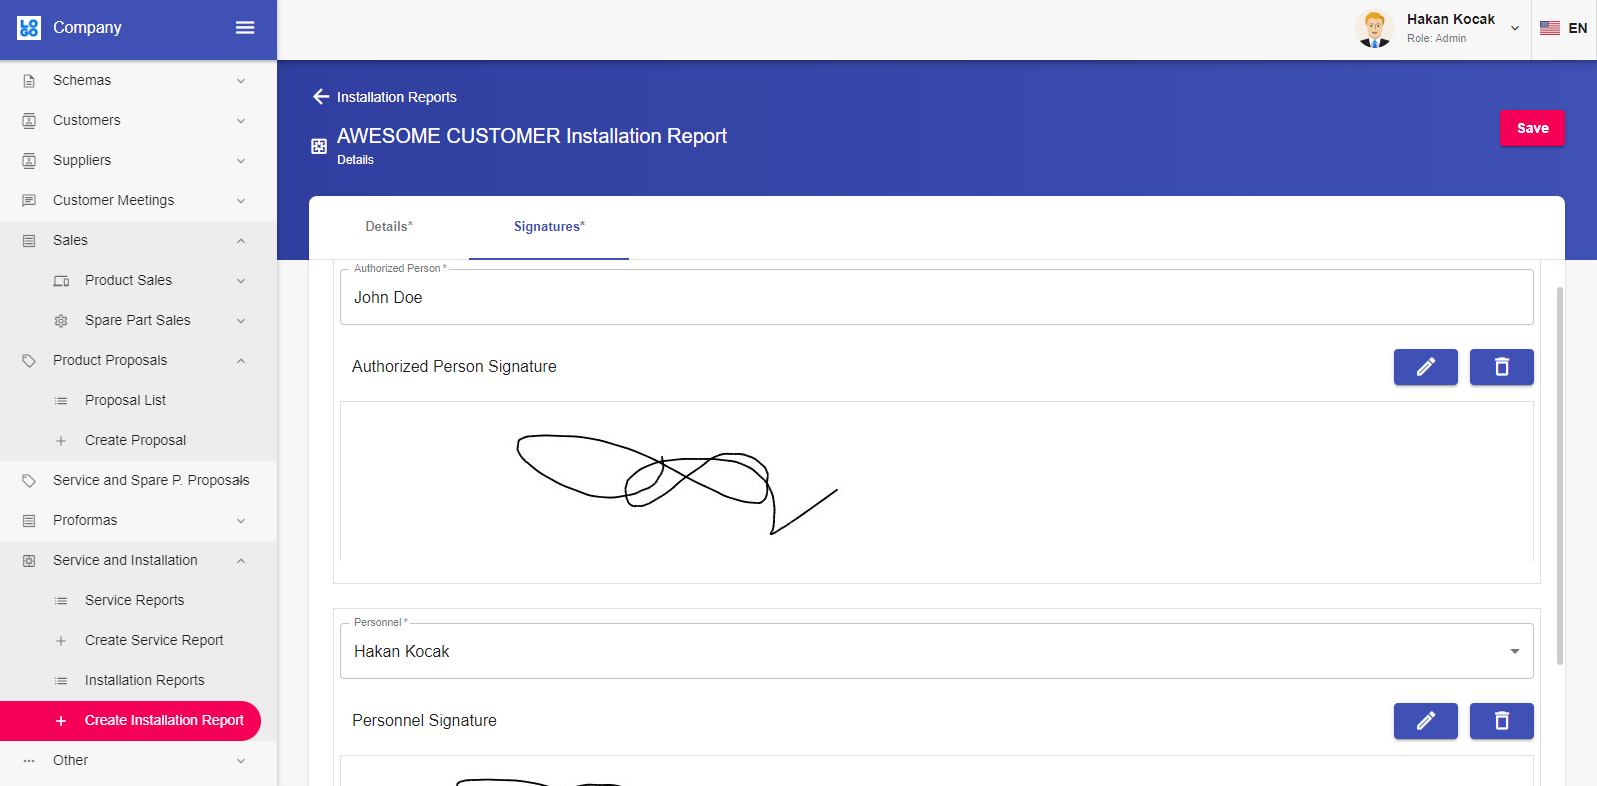 LO
GO
Company
Hakan Kocak
Role: Admin
EN
Schemas
Customers
Suppliers
Customer Meetings
Sales
Product Sales
Spare Part Sales
Product Proposals
Proposal List
Create Proposal
Service and Spare P. Proposals
Proformas
Service and Installation
Service Reports
Create Service Report
Installation Reports
Create Installation Report
Other
Installation Reports
AWESOME CUSTOMER Installation Report
Details
Save
Details*
Signatures*
Authorized Person *
John Doe
Authorized Person Signature
Personnel *
Hakan Kocak
Personnel Signature